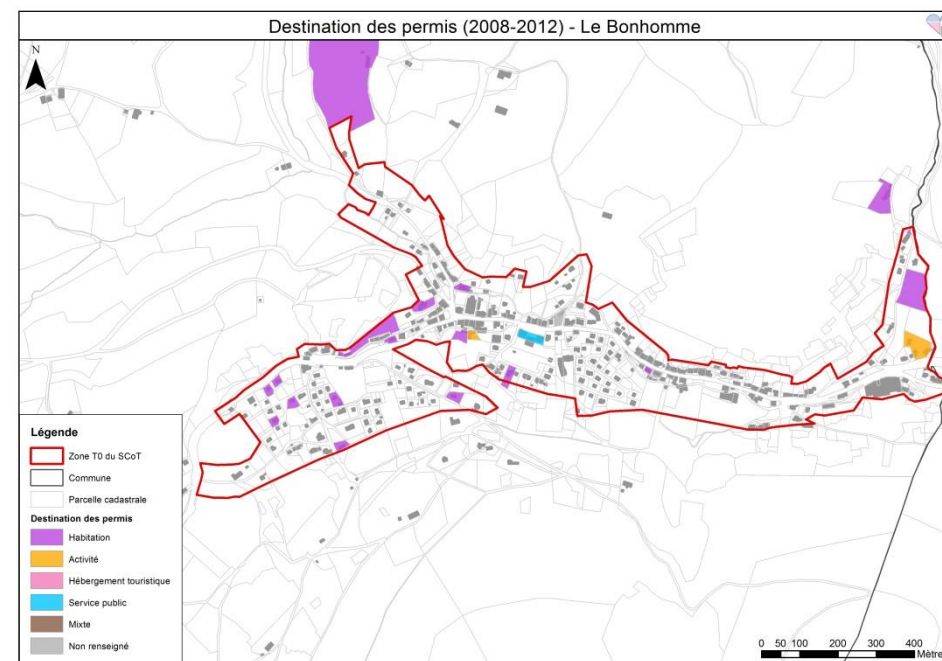 Destination des permis (2008-2012) - Le Bonhomme
N
Légende
Zone T0 du SCoT
Commune
Parcelle cadastrale
Destination des permis
Habitation
Activité
Hébergement touristique
Service public
Mixte
Non renseigné
0 50 100 200 300 400
Mètre